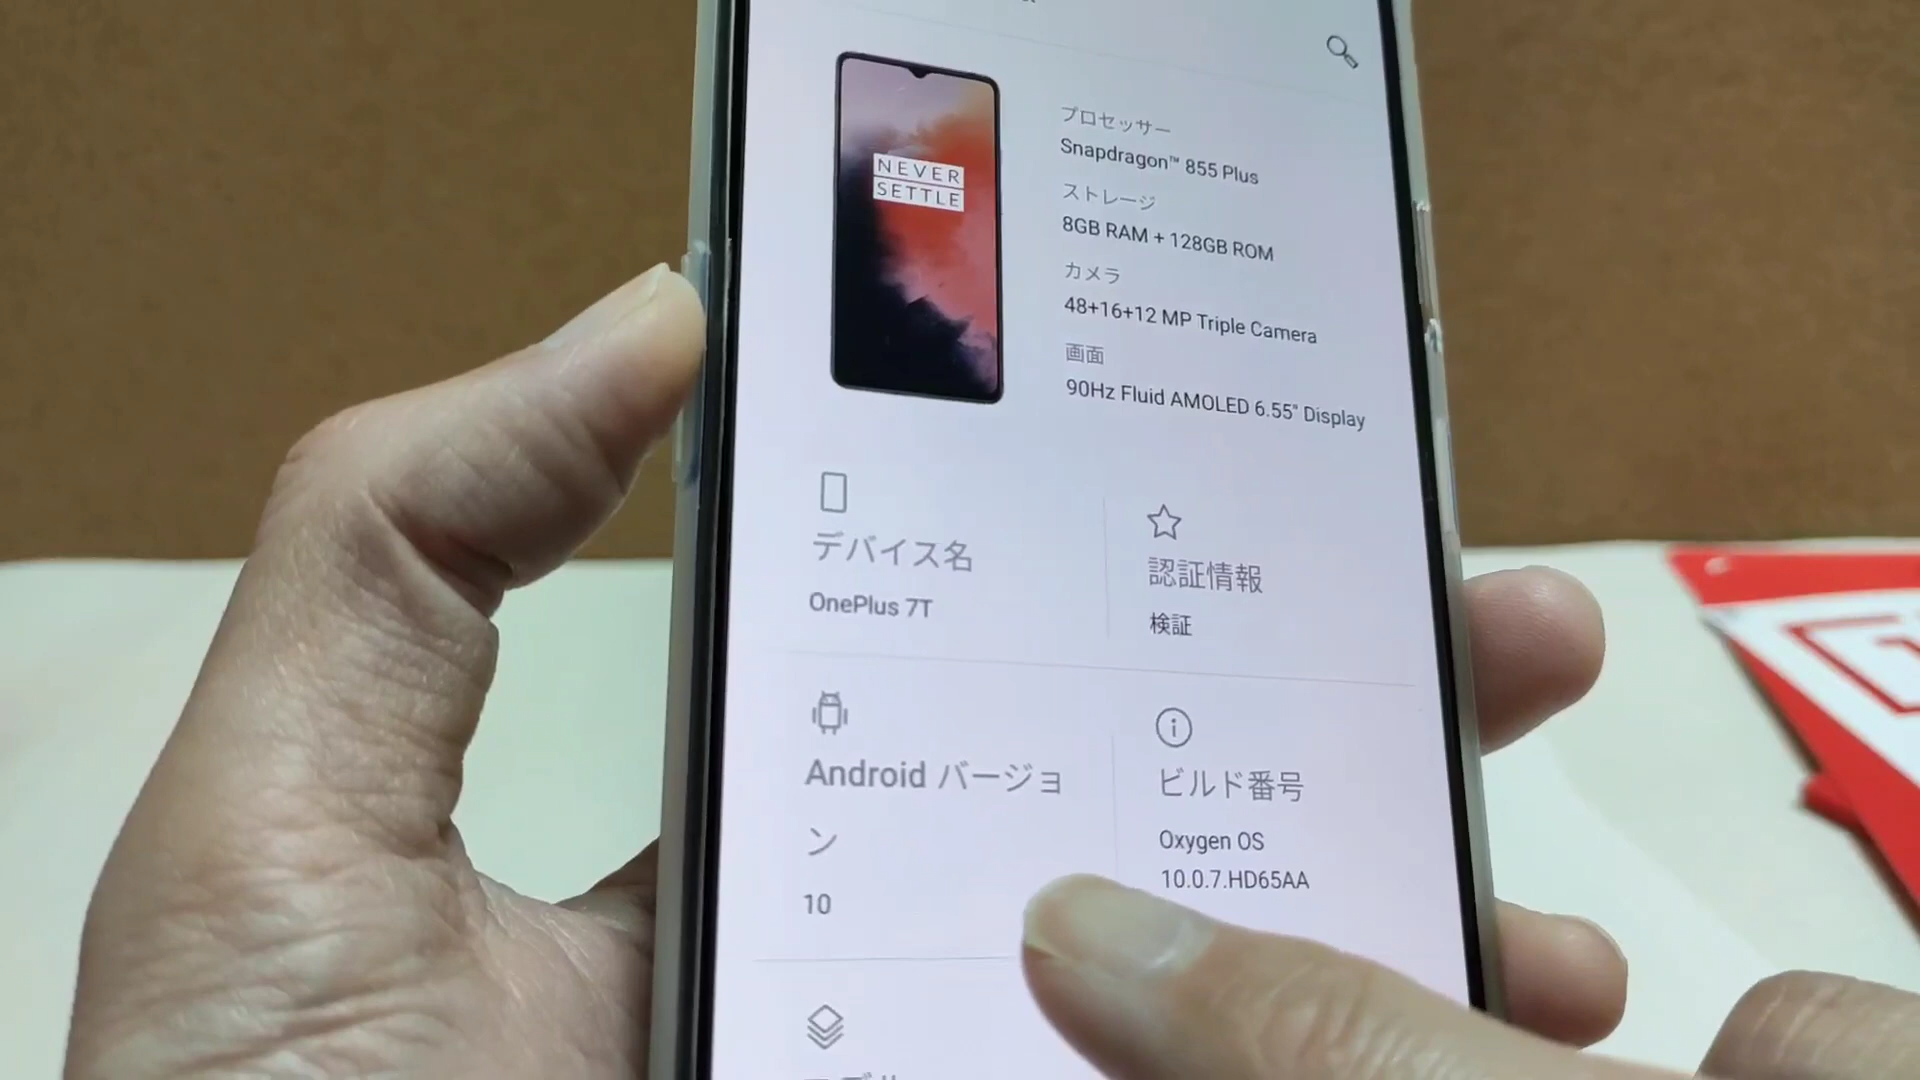 NEVER
SETTLE
プロセッサー
Snapdragon™ 855 Plus
ストレージ
8GB RAM + 128GB ROM
カメラ
48+16+12 MP Triple Camera
画面
90Hz Fluid AMOLED 6.55" Display
デバイス名
OnePlus 7T
認証情報
検証
Android バージョ
ン
10
ビルド番号
Oxygen OS
10.0.7.HD65AA